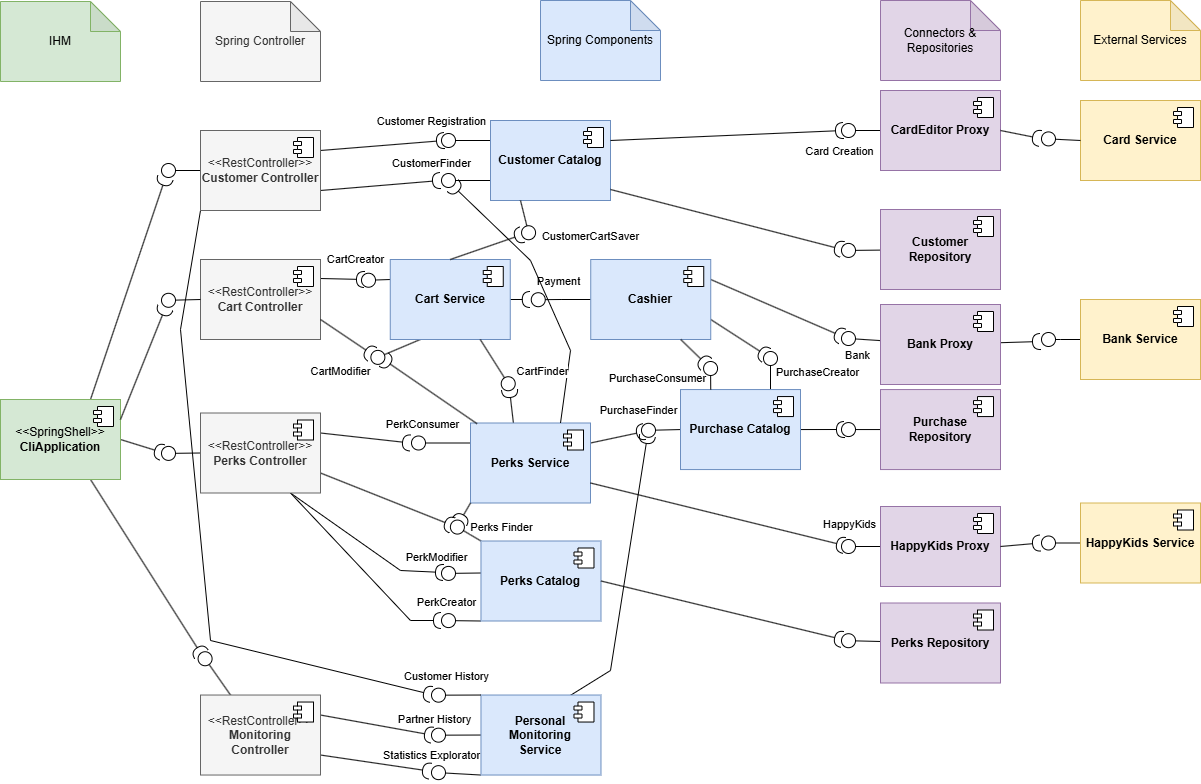 IHM
Spring Controller
Spring Components
Connectors &
Repositories
External Services
Customer Registration
CustomerFinder
Card Creation
<<RestController>>
Customer Controller
Customer Catalog
CardEditor Proxy
Card Service
CustomerCartSaver
Customer
Repository
CartCreator
Payment
<<RestController>>
Cart Controller
Cart Service
Cashier
Bank Proxy
Bank Service
Bank
CartModifier
CartFinder
PurchaseConsumer
PurchaseCreator
<<SpringShell>>
CliApplication
PerkConsumer
PurchaseFinder
Purchase Catalog
Purchase
Repository
<<RestController>>
Perks Controller
Perks Service
Perks Finder
HappyKids
HappyKids Proxy
HappyKids Service
PerkModifier
PerkCreator
Perks Catalog
Perks Repository
Customer History
Partner History
Statistics Explorator
<<RestController>>
Monitoring
Controller
Personal
Monitoring
Service